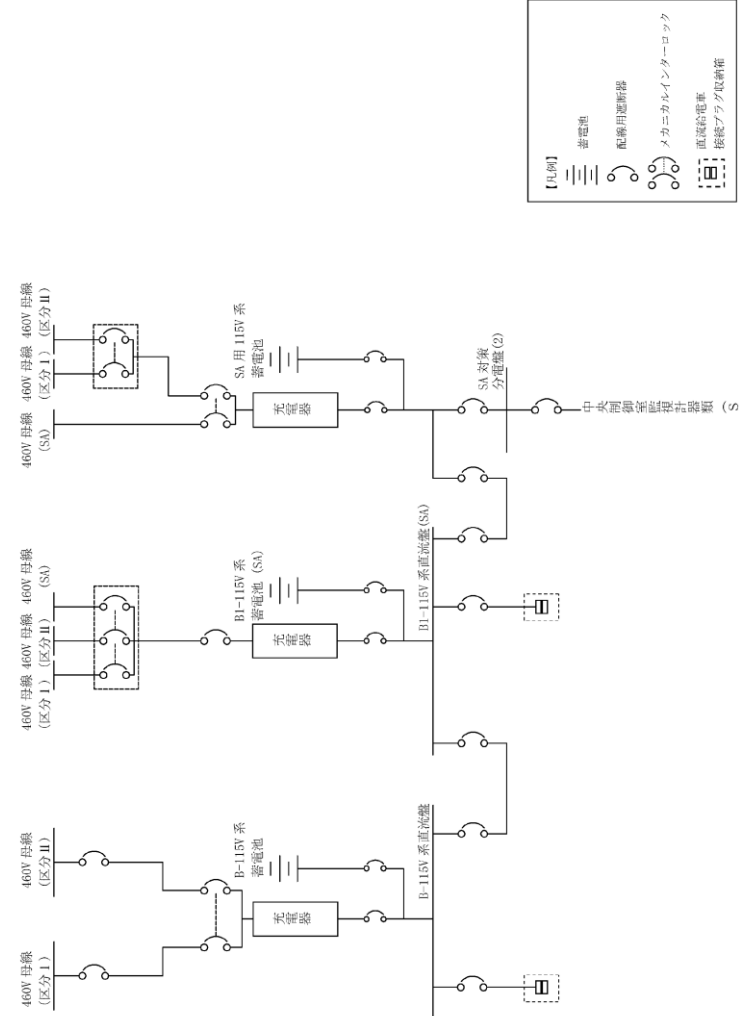 460V 母線
(区分Ⅰ)
460V 母線
(区分Ⅱ)
B-115V 系
蓄電池
充電器
B-115V 系直流盤
460V 母線
(区分Ⅰ)
460V 母線
(区分Ⅱ)
460V 母線
(SA)
B1-115V 系
蓄電池 (SA)
充電器
B1-115V 系直流盤(SA)
460V 母線
(SA)
460V 母線
(区分Ⅰ)
460V 母線
(区分Ⅱ)
SA 用 115V 系
蓄電池
充電器
SA 対策
分電盤(2)
中央制御室監視計器類 (S
【凡例】
蓄電池
配線用遮断器
メカニカルインターロック
直流給電車
接続プラグ収納箱